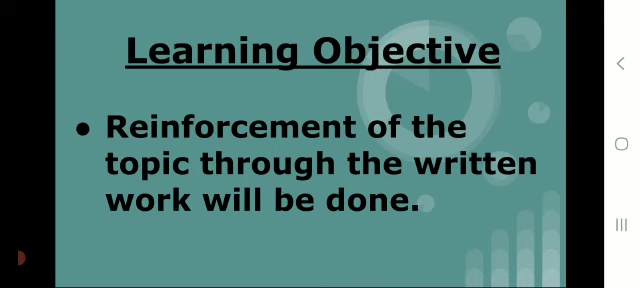 Learning Objective
● Reinforcement of the
topic through the written
work will be done.